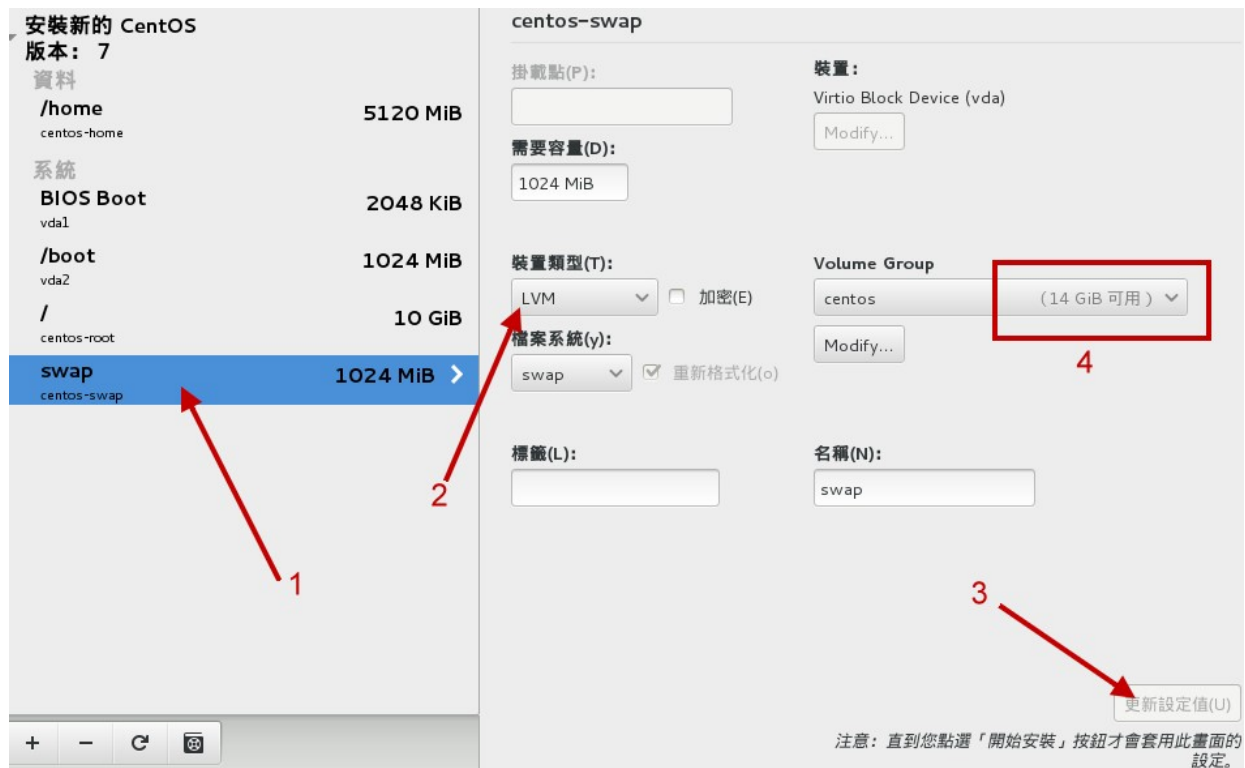 安裝新的 CentOS
版本： 7
資料
/home 5120 MiB
centos-home
系統
BIOS Boot 2048 KiB
vda1
/boot 1024 MiB
vda2
/ 10 GiB
centos-root
swap 1024 MiB
centos-swap
1
centos-swap
掛載點(P)：
裝置：
Virtio Block Device (vda)
Modify...
需要容量(D)：
1024 MiB
裝置類型(T)：
Volume Group
LVM 加密(E)
centos （14 GiB 可用）
檔案系統(y)：
Modify...
swap 重新格式化(o)
4
標籤(L)：
名稱(N)：
swap
2
3
更新設定值(U)
注意：直到您點選「開始安裝」按鈕才會套用此畫面的
設定。